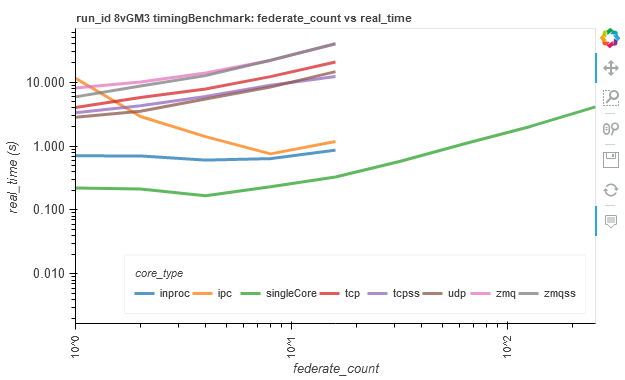 run_id 8vGM3 timingBenchmark: federate_count vs real_time
real_time (s)
10.000
1.000
0.100
0.010
core_type
inproc ipc singleCore tcp tcpss udp zmq zmqss
10^0 10^1 10^2
federate_count